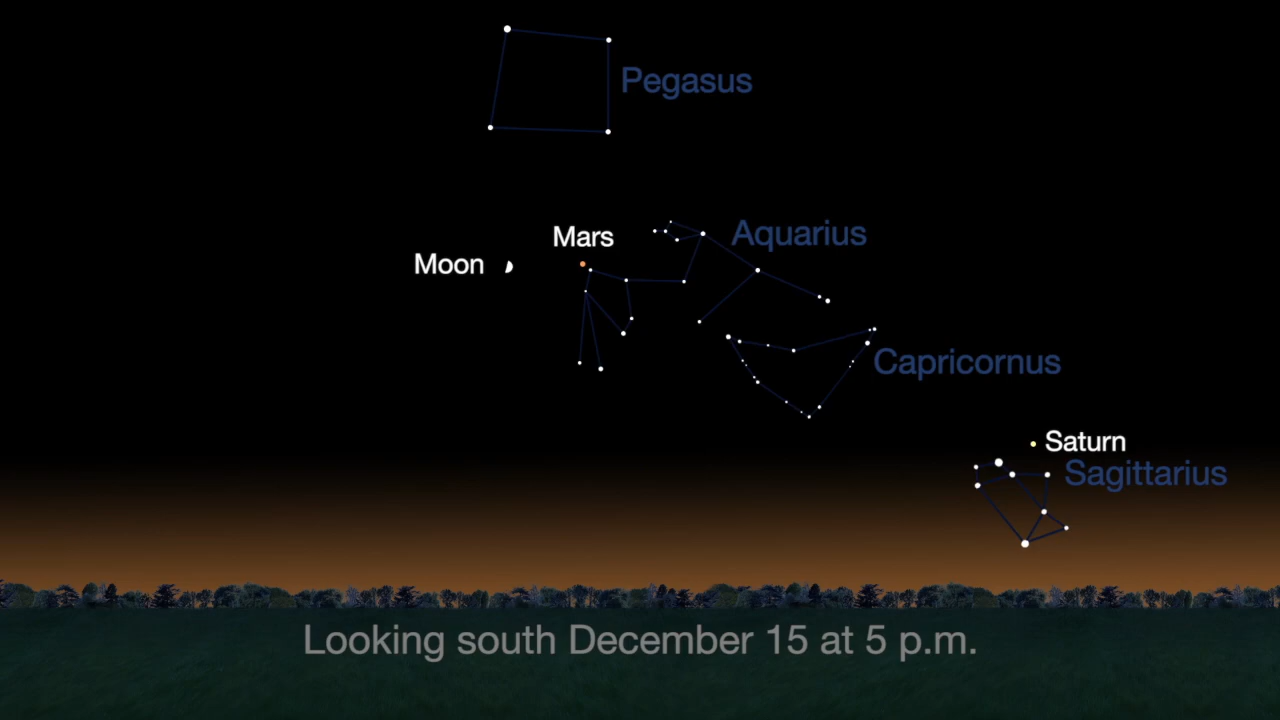 Pegasus
Mars
Aquarius
Moon
Capricornus
Saturn
Sagittarius
Looking south December 15 at 5 p.m.